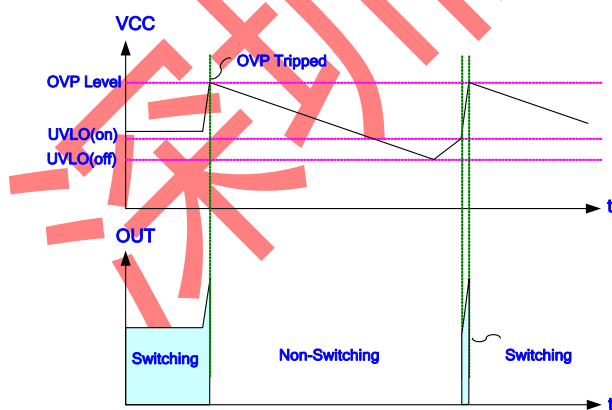 VCC
OVP Tripped
OVP Level
UVLO(on)
UVLO(off)
t
OUT
Switching
Non-Switching
Switching
t